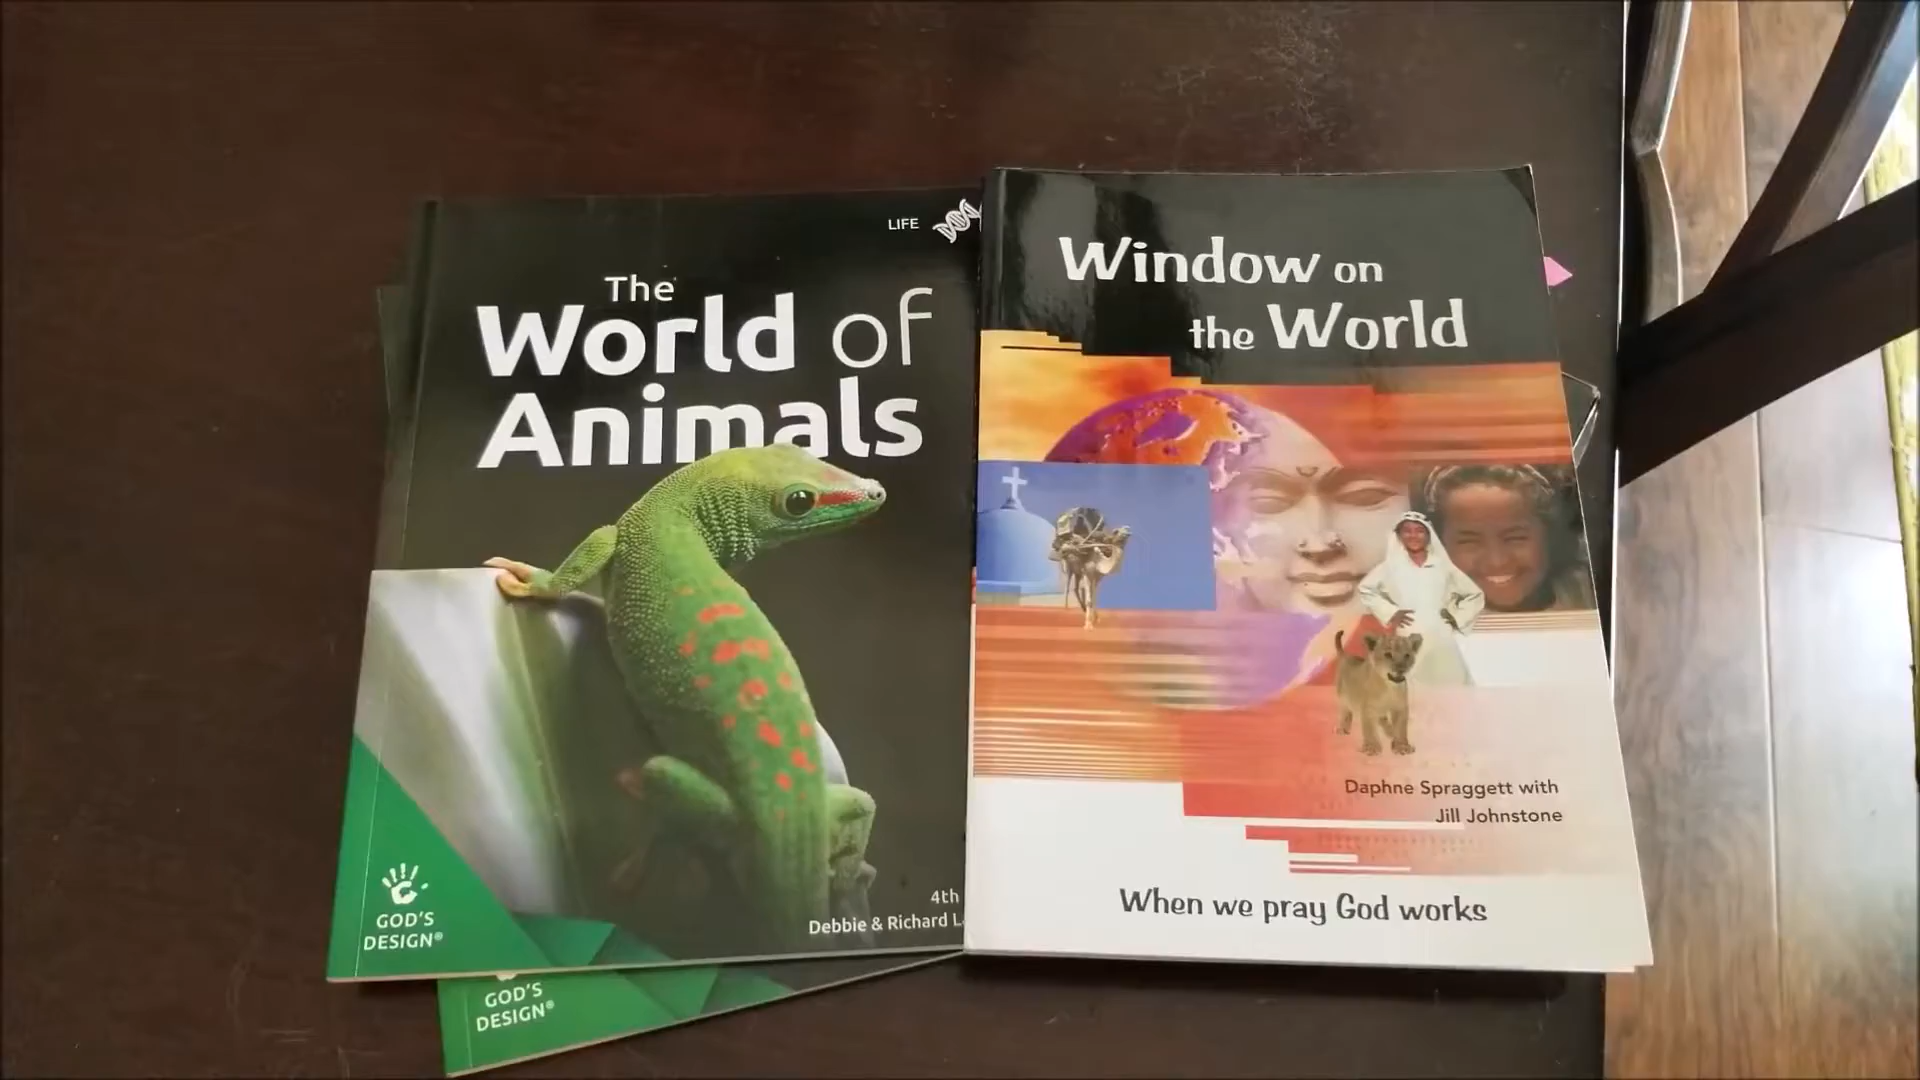 LIFE
The
World of
Animals
4th
Debbie & Richard
GOD'S
DESIGN®
GOD'S
DESIGN®
Window on
the World
Daphne Spraggett with
Jill Johnstone
When we pray God works